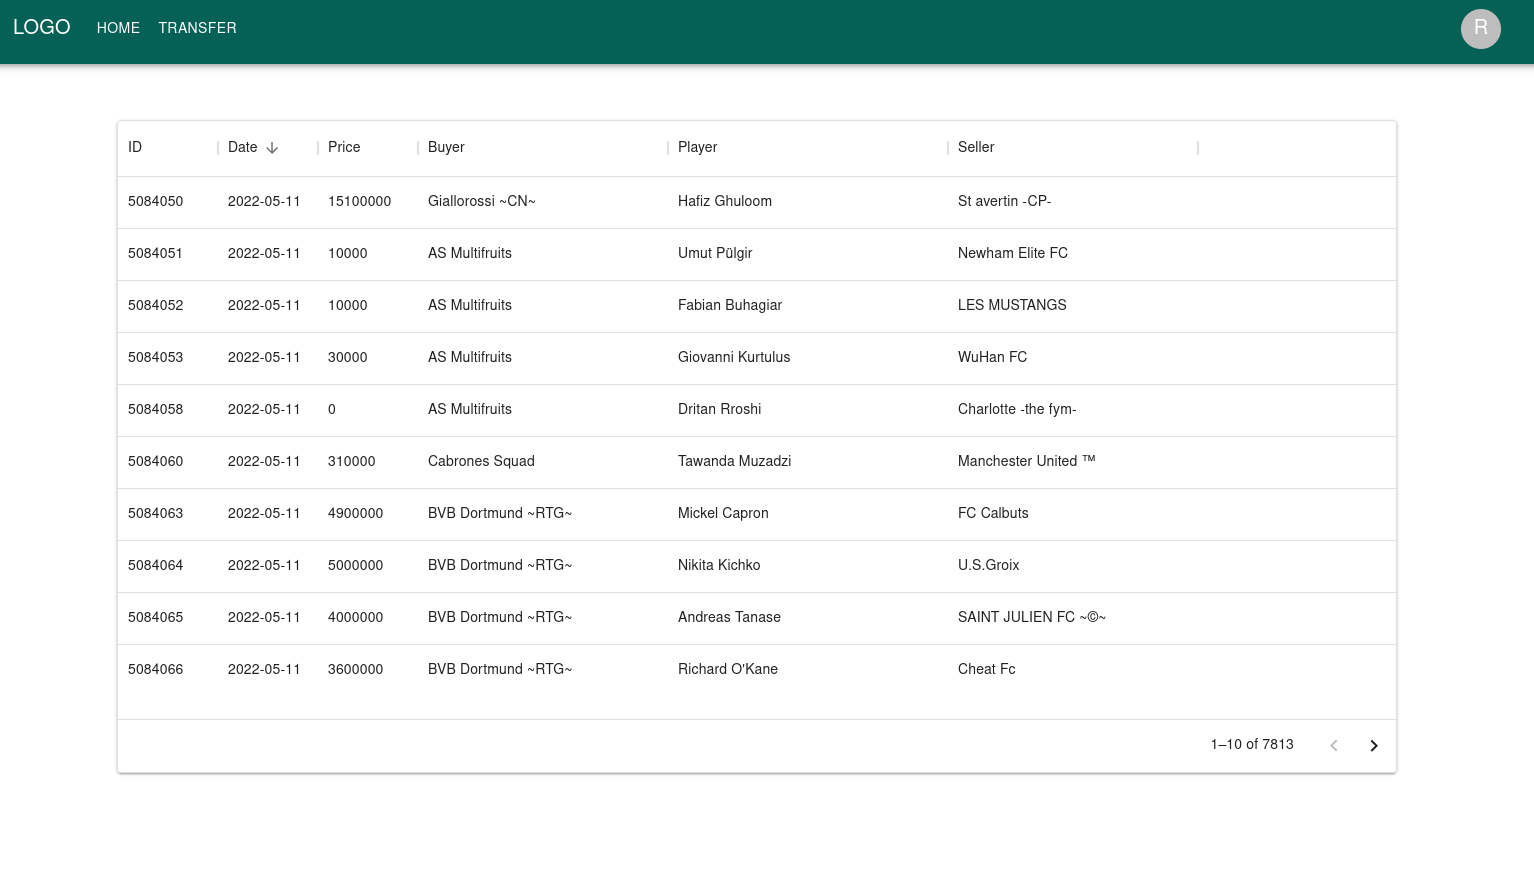 LOGO HOME TRANSFER R
ID Date Price Buyer Player Seller
5084050 2022-05-11 15100000 Giallorossi ~CN~ Hafiz Ghuloom St avertin -CP-
5084051 2022-05-11 10000 AS Multifruits Umut Pülgir Newham Elite FC
5084052 2022-05-11 10000 AS Multifruits Fabian Buhagiar LES MUSTANGS
5084053 2022-05-11 30000 AS Multifruits Giovanni Kurtulus WuHan FC
5084058 2022-05-11 0 AS Multifruits Dritan Rroshi Charlotte -the fym-
5084060 2022-05-11 310000 Cabrones Squad Tawanda Muzadzi Manchester United ™
5084063 2022-05-11 4900000 BVB Dortmund ~RTG~ Mickel Capron FC Calbuts
5084064 2022-05-11 5000000 BVB Dortmund ~RTG~ Nikita Kichko U.S.Groix
5084065 2022-05-11 4000000 BVB Dortmund ~RTG~ Andreas Tanase SAINT JULIEN FC ~©~
5084066 2022-05-11 3600000 BVB Dortmund ~RTG~ Richard O'Kane Cheat Fc
1–10 of 7813